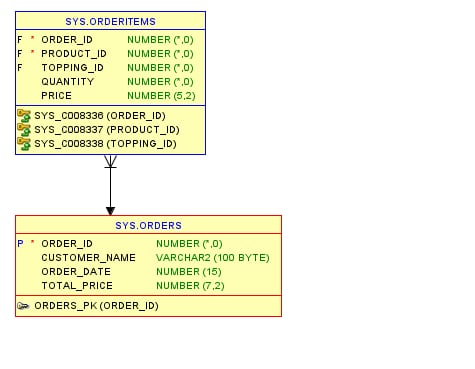 SYS.ORDERITEMS
F * ORDER_ID NUMBER (*,0)
F * PRODUCT_ID NUMBER (*,0)
F TOPPING_ID NUMBER (*,0)
QUANTITY NUMBER (*,0)
PRICE NUMBER (5,2)
SYS_C008336 (ORDER_ID)
SYS_C008337 (PRODUCT_ID)
SYS_C008338 (TOPPING_ID)
SYS.ORDERS
P * ORDER_ID NUMBER (*,0)
CUSTOMER_NAME VARCHAR2 (100 BYTE)
ORDER_DATE NUMBER (15)
TOTAL_PRICE NUMBER (7,2)
ORDERS_PK (ORDER_ID)